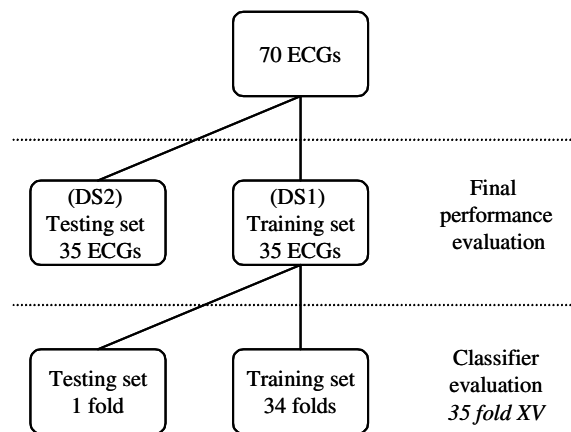 70 ECGs
(DS2)
Testing set
35 ECGs
(DS1)
Training set
35 ECGs
Final
performance
evaluation
Testing set
1 fold
Training set
34 folds
Classifier
evaluation
35 fold XV